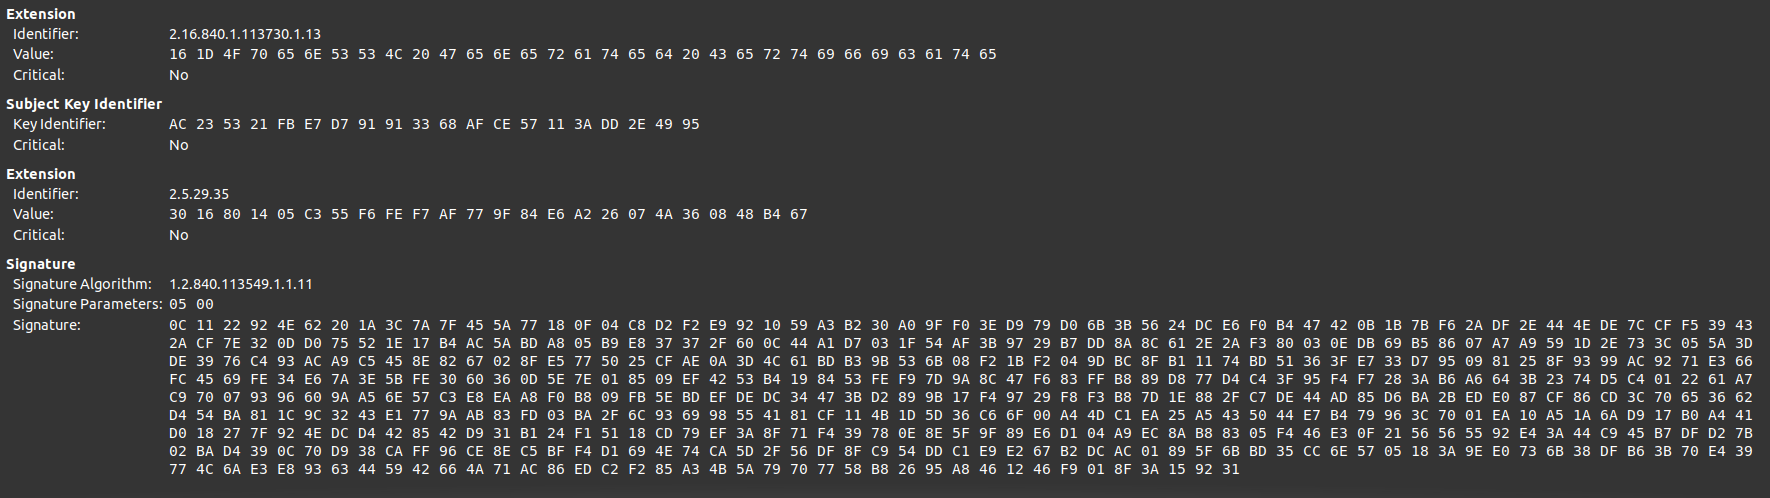 Extension
Identifier: 2.16.840.1.113730.1.13
Value: 16 1D 4F 70 65 6E 53 53 4C 20 47 65 6E 65 72 61 74 65 64 20 43 65 72 74 69 66 69 63 61 74 65
Critical: No
Subject Key Identifier
Key Identifier: AC 23 53 21 FB E7 D7 91 91 33 68 AF CE 57 11 3A DD 2E 49 95
Critical: No
Extension
Identifier: 2.5.29.35
Value: 30 16 80 14 05 C3 55 F6 FE F7 AF 77 9F 84 E6 A2 26 07 4A 36 08 48 B4 67
Critical: No
Signature
Signature Algorithm: 1.2.840.113549.1.1.11
Signature Parameters: 05 00
Signature: 0C 11 22 92 4E 62 20 1A 3C 7A 7F 45 5A 77 18 0F 04 C8 D2 F2 E9 92 10 59 A3 B2 30 A0 9F F0 3E D9 79 D0 6B 3B 56 24 DC E6 F0 B4 47 42 0B 1B 7B F6 2A DF 2E 44 4E DE 7C CF F5 39 43
2A CF 7E 32 0D D0 75 52 1E 17 B4 AC 5A BD A8 05 B9 E8 37 37 2F 60 0C 44 A1 D7 03 1F 54 AF 3B 97 29 B7 DD 8A 8C 61 2E 2A F3 80 03 0E DB 69 B5 86 07 A7 A9 59 1D 2E 73 3C 05 5A 3D
DE 39 76 C4 93 AC A9 C5 45 8E 82 67 02 8F E5 77 50 25 CF AE 0A 3D 4C 61 BD B3 9B 53 6B 08 F2 1B F2 04 9D BC 8F B1 11 74 BD 51 36 3F E7 33 D7 95 09 81 25 8F 93 99 AC 92 71 E3 66
FC 45 69 FE 34 E6 7A 3E 5B FE 30 60 36 0D 5E 7E 01 85 09 EF 42 53 B4 19 84 53 FE F9 7D 9A 8C 47 F6 83 FF B8 89 D8 77 D4 C4 3F 95 F4 F7 28 3A B6 A6 64 3B 23 74 D5 C4 01 22 61 A7
C9 70 07 93 96 60 9A A5 6E 57 C3 E8 EA A8 F0 B8 09 FB 5E BD EF DE DC 34 47 3B D2 89 9B 17 F4 97 29 F8 F3 B8 7D 1E 88 2F C7 DE 44 AD 85 D6 BA 2B ED E0 87 CF 86 CD 3C 70 65 36 62
D4 54 BA 81 1C 9C 32 43 E1 77 9A AB 83 FD 03 BA 2F 6C 93 69 98 55 41 81 CF 11 4B 1D 5D 36 C6 6F 00 A4 4D C1 EA 25 A5 43 50 44 E7 B4 79 96 3C 70 01 EA 10 A5 1A 6A D9 17 B0 A4 41
D0 18 27 7F 92 4E DC D4 42 85 42 D9 31 B1 24 F1 51 18 CD 79 EF 3A 8F 71 F4 39 78 0E 8E 5F 9F 89 E6 D1 04 A9 EC 8A B8 83 05 F4 46 E3 0F 21 56 56 55 92 E4 3A 44 C9 45 B7 DF D2 7B
02 BA D4 39 0C 70 D9 38 CA FF 96 CE 8E C5 BF F4 D1 69 4E 74 CA 5D 2F 56 DF 8F C9 54 DD C1 E9 E2 67 B2 DC AC 01 89 5F 6B BD 35 CC 6E 57 05 18 3A 9E E0 73 6B 38 DF B6 3B 70 E4 39
77 4C 6A E3 E8 93 63 44 59 42 66 4A 71 AC 86 ED C2 F2 85 A3 4B 5A 79 70 77 58 B8 26 95 A8 46 12 46 F9 01 8F 3A 15 92 31